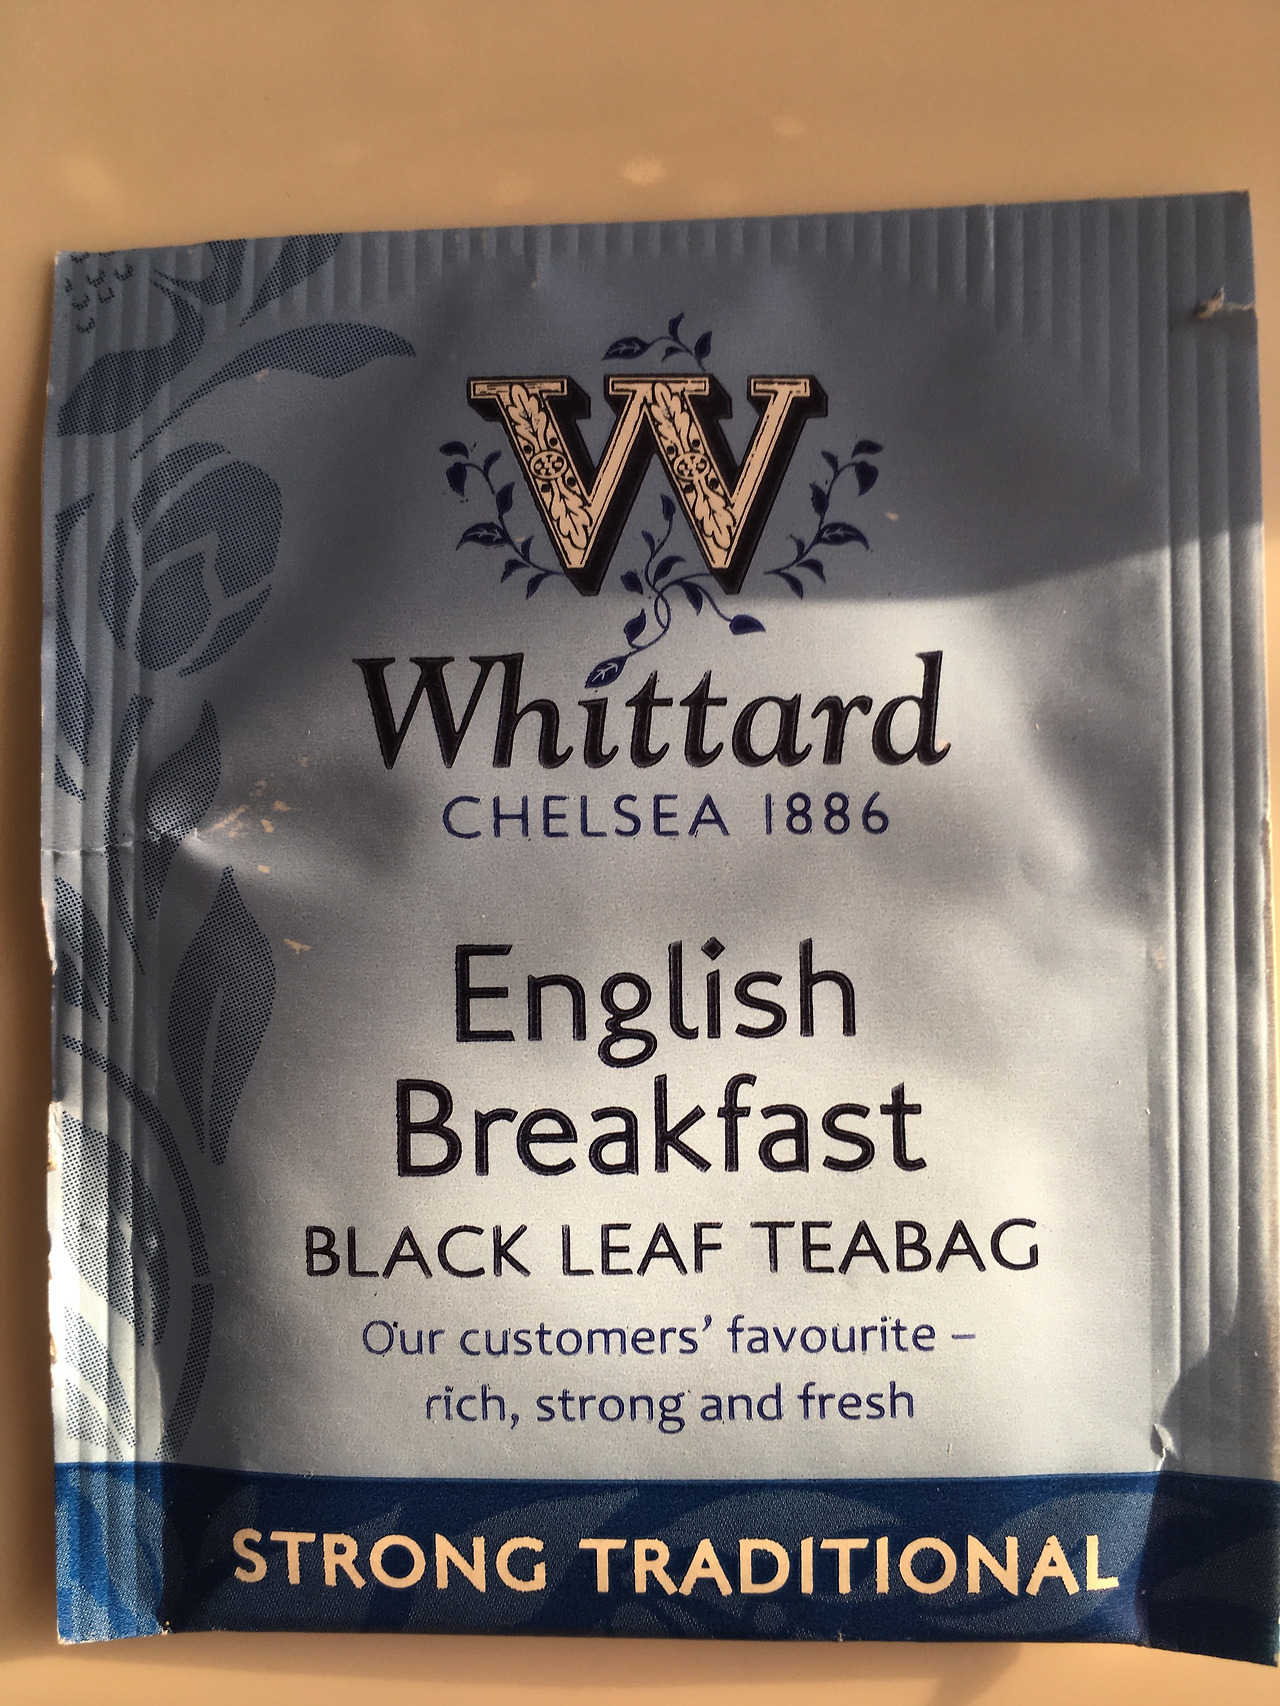 W
Whittard
CHELSEA 1886
English
Breakfast
BLACK LEAF TEABAG
Our customers' favourite –
rich, strong and fresh
STRONG TRADITIONAL